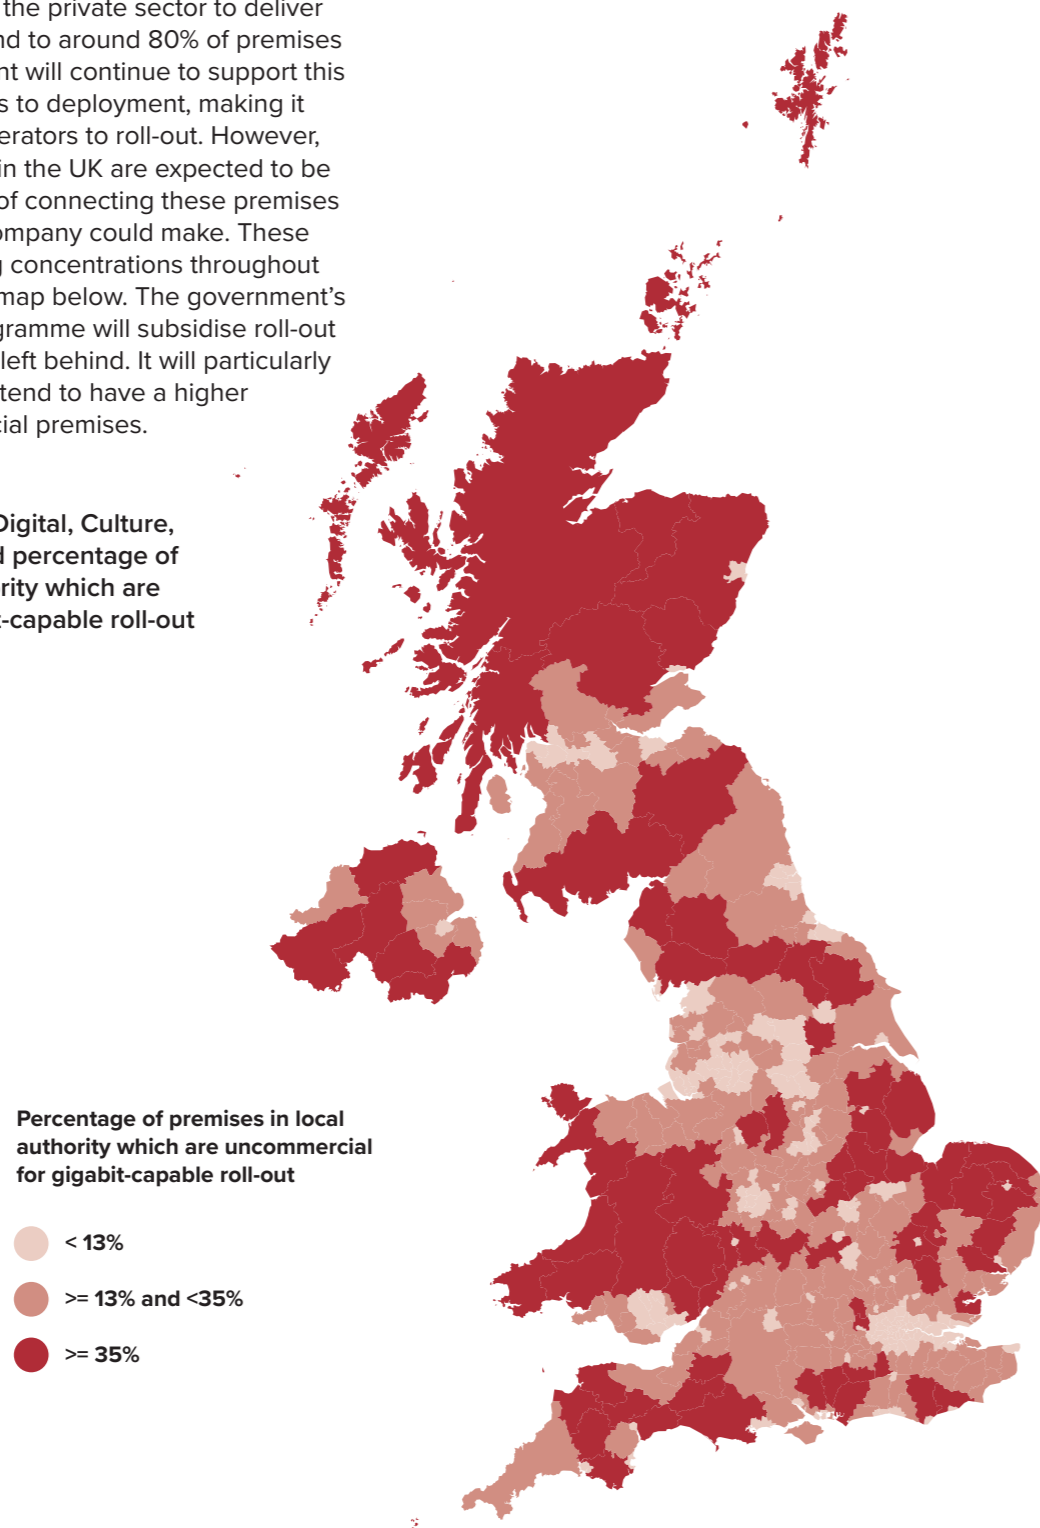 the private sector to deliver
nd to around 80% of premises
nt will continue to support this
s to deployment, making it
erators to roll-out. However,
in the UK are expected to be
of connecting these premises
ompany could make. These
g concentrations throughout
map below. The government’s
gramme will subsidise roll-out
left behind. It will particularly
tend to have a higher
cial premises.
Digital, Culture,
d percentage of
rity which are
t-capable roll-out
Percentage of premises in local
authority which are uncommercial
for gigabit-capable roll-out
< 13%
>= 13% and <35%
>= 35%